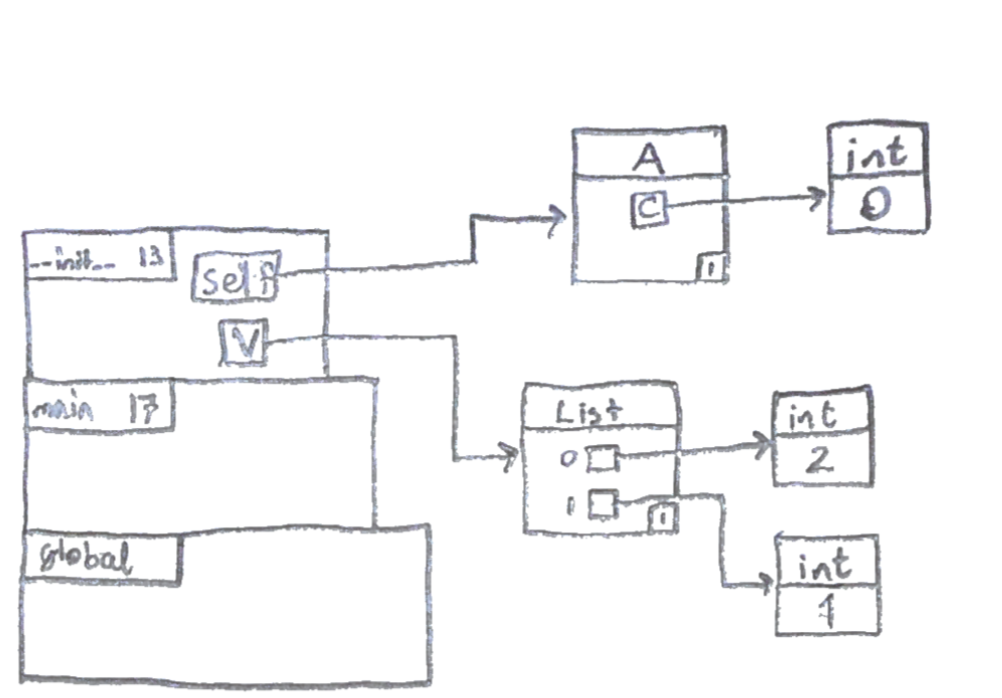 A
int
C
0
1
__init__ 13
self
V
main 17
List
int
0
2
1
1
global
int
1